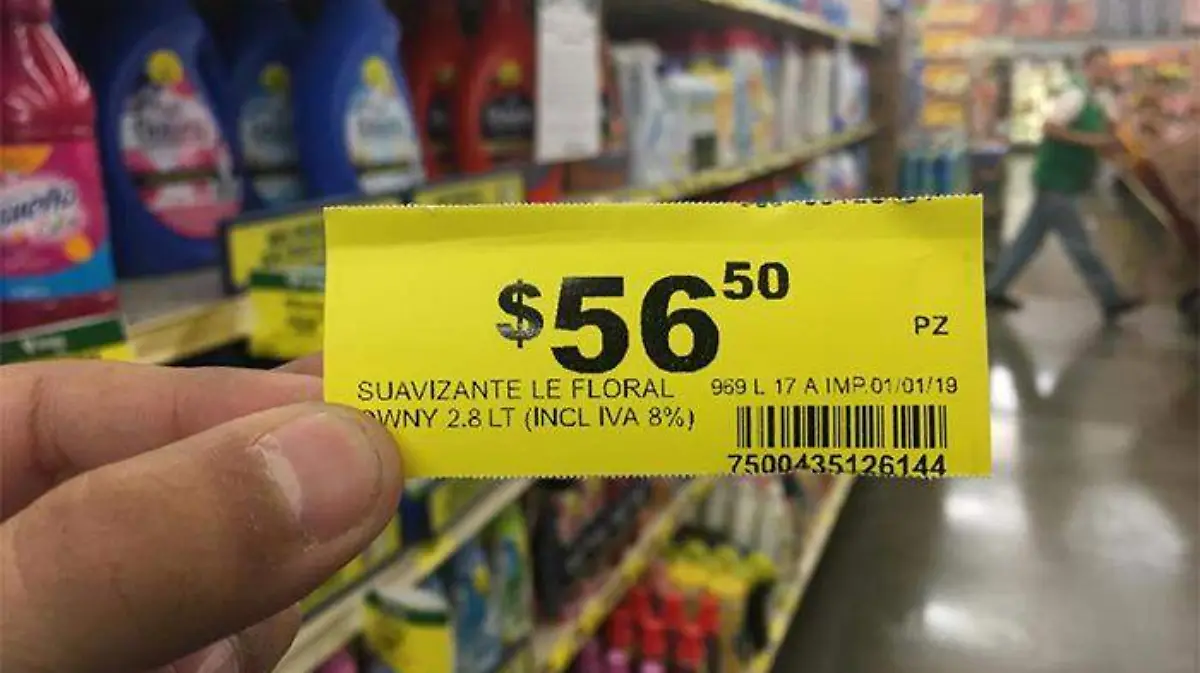 $56 50
PZ
SUAVIZANTE LE FLORAL
OWNY 2.8 LT (INCL IVA 8%)
969 L 17 A IMP.01/01/19
7500435126144